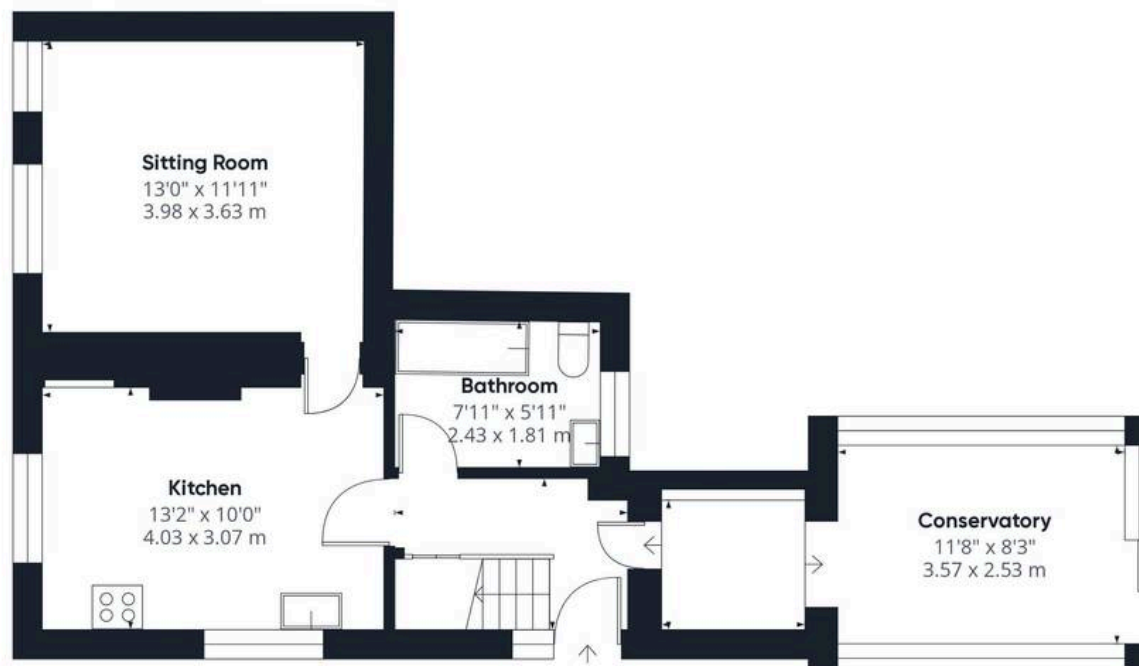 Sitting Room
13'0" x 11'11"
3.98 x 3.63 m
Bathroom
7'11" x 5'11"
2.43 x 1.81 m
Kitchen
13'2" x 10'0"
4.03 x 3.07 m
Conservatory
11'8" x 8'3"
3.57 x 2.53 m